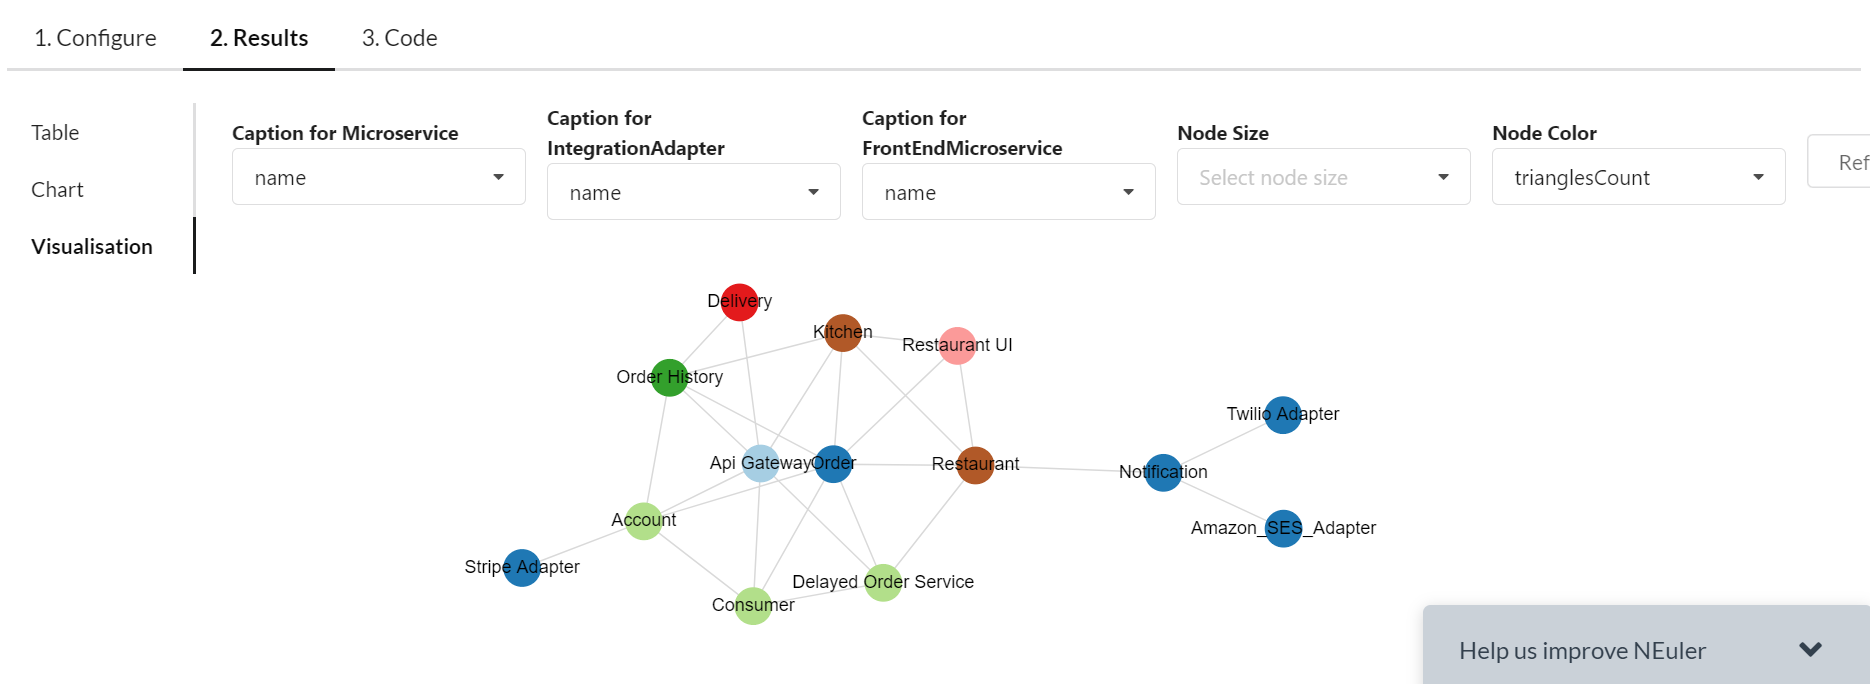 1. Configure
2. Results
3. Code
Table
Chart
Visualisation
Caption for Microservice
name
Caption for
IntegrationAdapter
name
Caption for
FrontEndMicroservice
name
Node Size
Select node size
Node Color
trianglesCount
Ref
Delivery
Kitchen
Restaurant UI
Order History
Twilio Adapter
Api Gateway
Order
Restaurant
Notification
Account
Amazon_SES_Adapter
Stripe Adapter
Delayed Order Service
Consumer
Help us improve NEuler